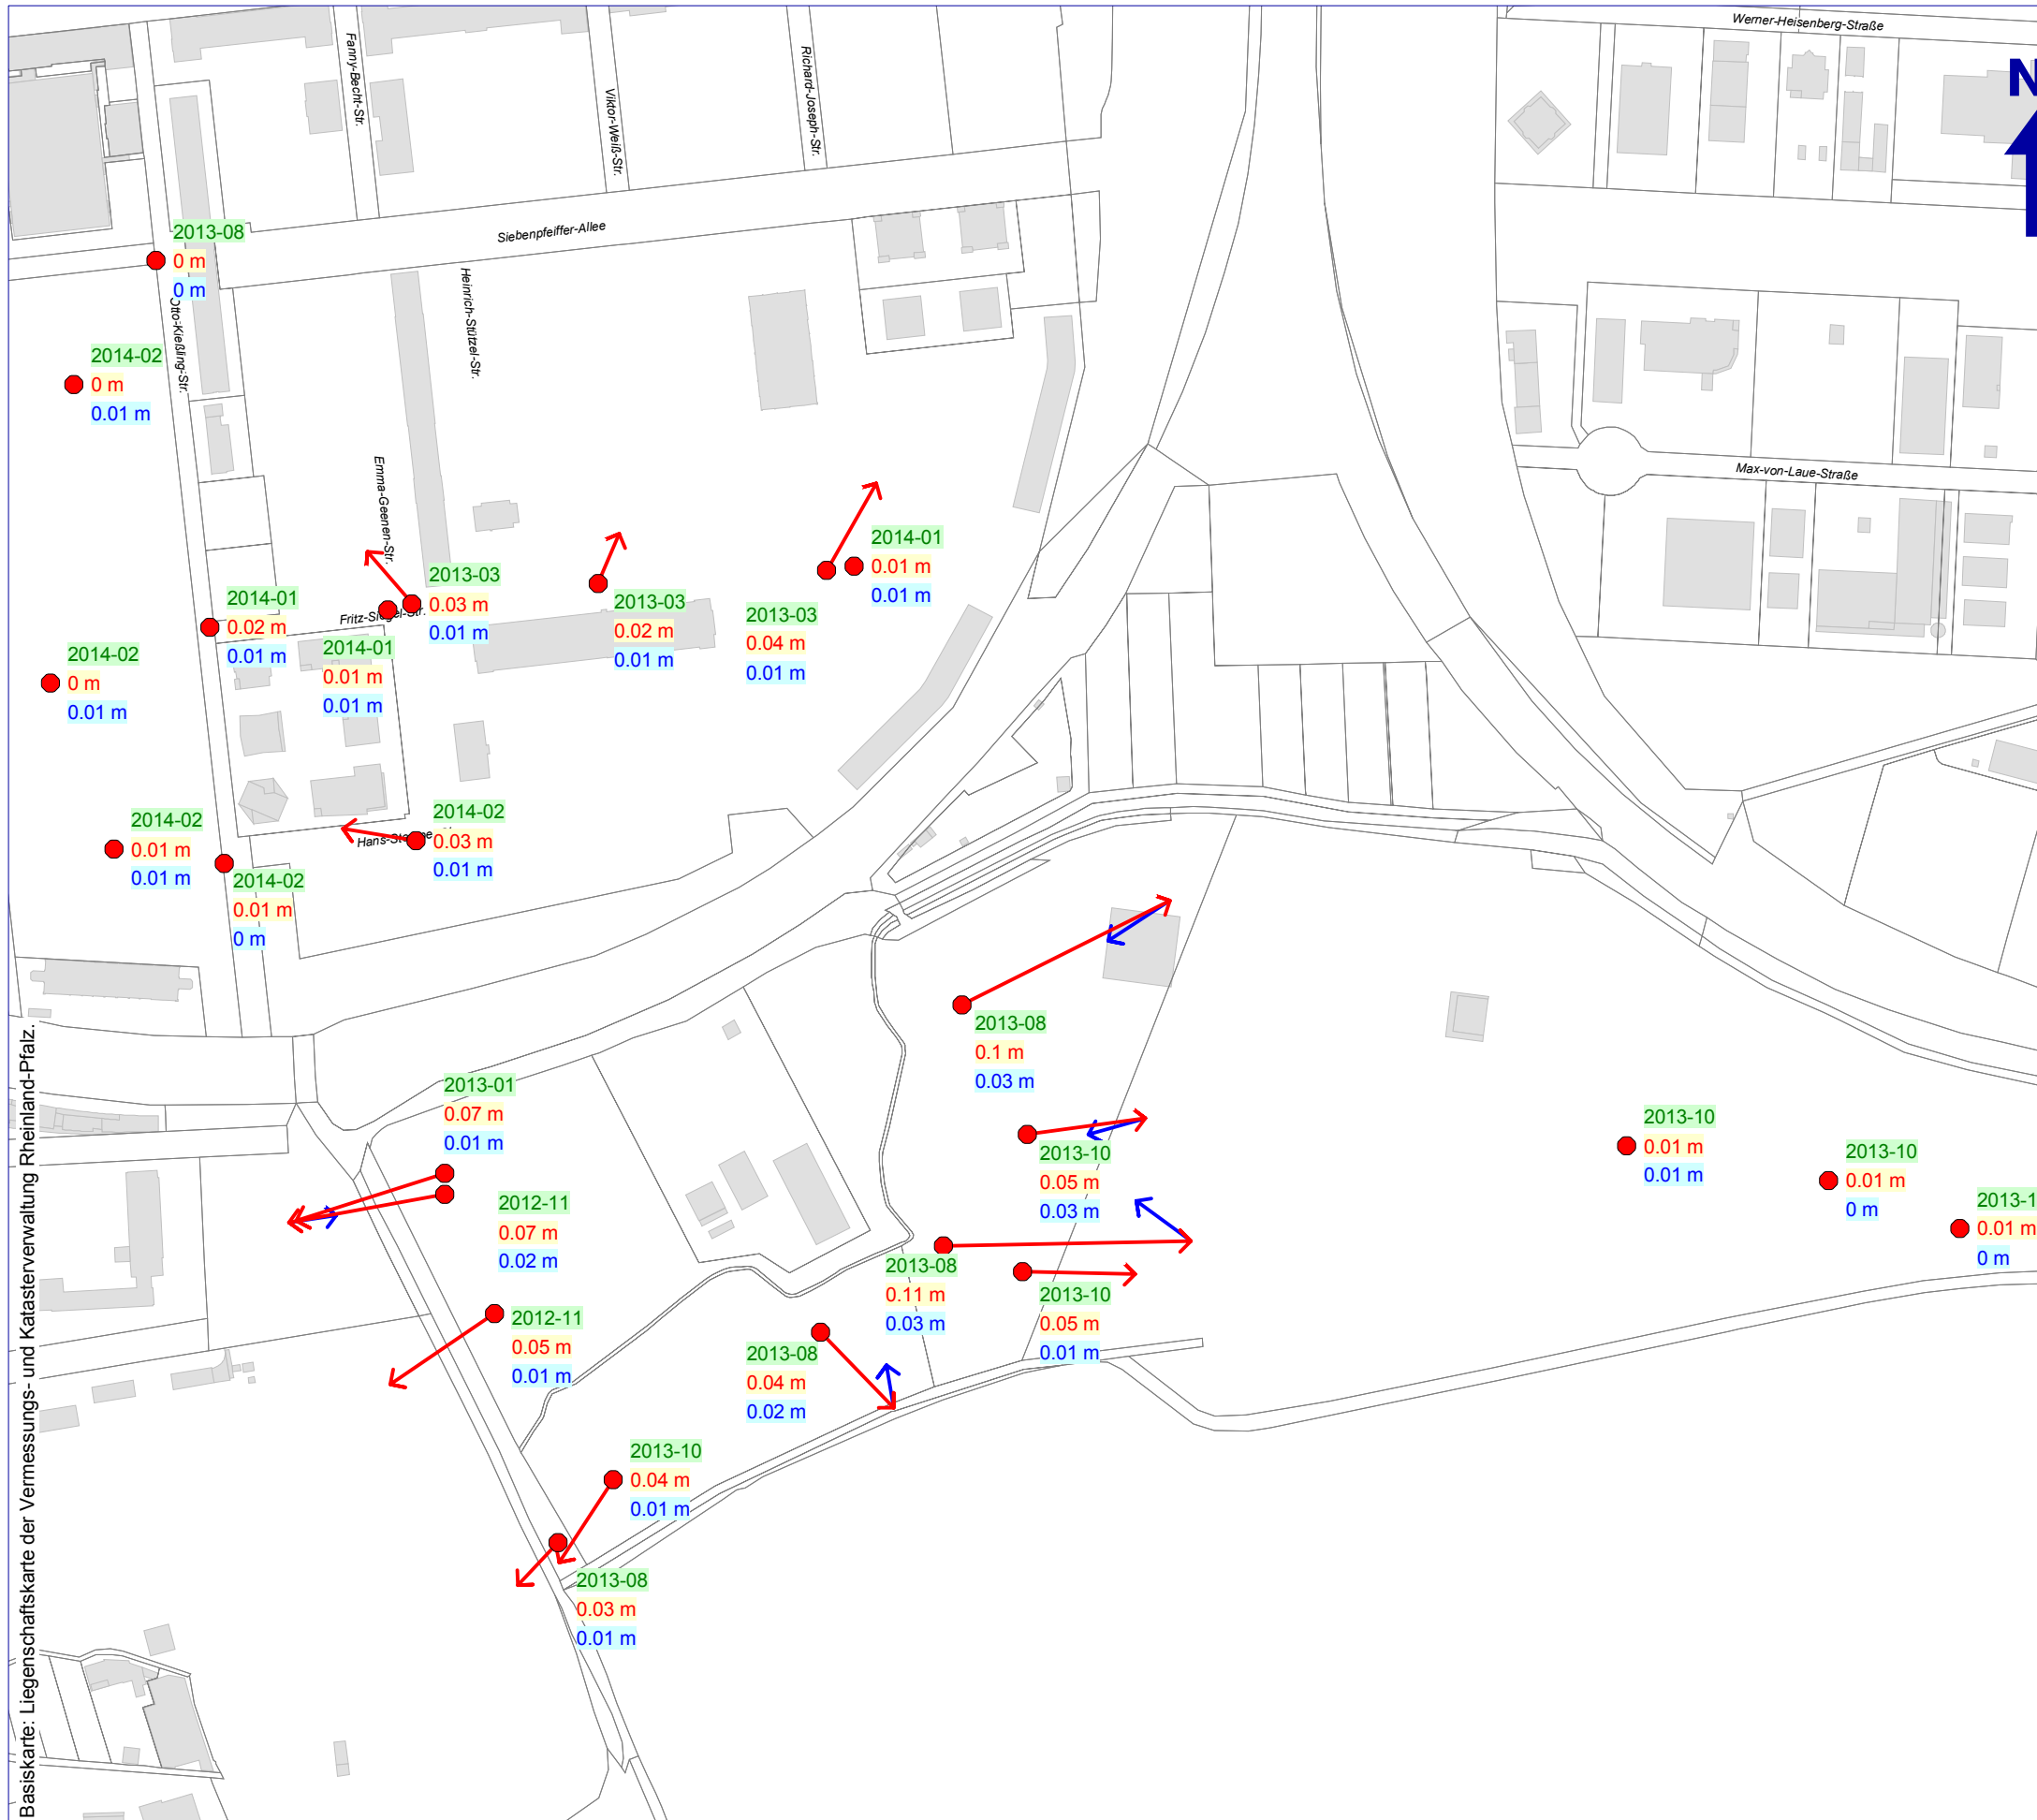 Werner-Heisenberg-Straße
N
Fanny-Becht-Str.
Viktor-Weiß-Str.
Richard-Joseph-Str.
Siebenpfeiffer-Allee
2013-08
0 m
0 m
Otto-Kießling-Str.
Heinrich-Stützel-Str.
2014-02
0 m
0.01 m
Emma-Geenen-Str.
Max-von-Laue-Straße
2014-01
0.01 m
0.01 m
2013-03
0.03 m
0.01 m
2013-03
0.02 m
0.01 m
2013-03
0.04 m
0.01 m
2014-01
0.02 m
0.01 m
2014-01
0.01 m
0.01 m
2014-02
0 m
0.01 m
2014-02
0.03 m
0.01 m
2014-02
0.01 m
0.01 m
2014-02
0.01 m
0 m
2013-08
0.1 m
0.03 m
2013-01
0.07 m
0.01 m
2013-10
0.05 m
0.03 m
2013-10
0.01 m
0.01 m
2013-10
0.01 m
0 m
2013-1
0.01 m
0 m
2012-11
0.07 m
0.02 m
2013-08
0.11 m
0.03 m
2013-10
0.05 m
0.01 m
2012-11
0.05 m
0.01 m
2013-08
0.04 m
0.02 m
2013-10
0.04 m
0.01 m
2013-08
0.03 m
0.01 m
Basiskarte: Liegenschaftskarte der Vermessungs- und Katasterverwaltung Rheinland-Pfalz.